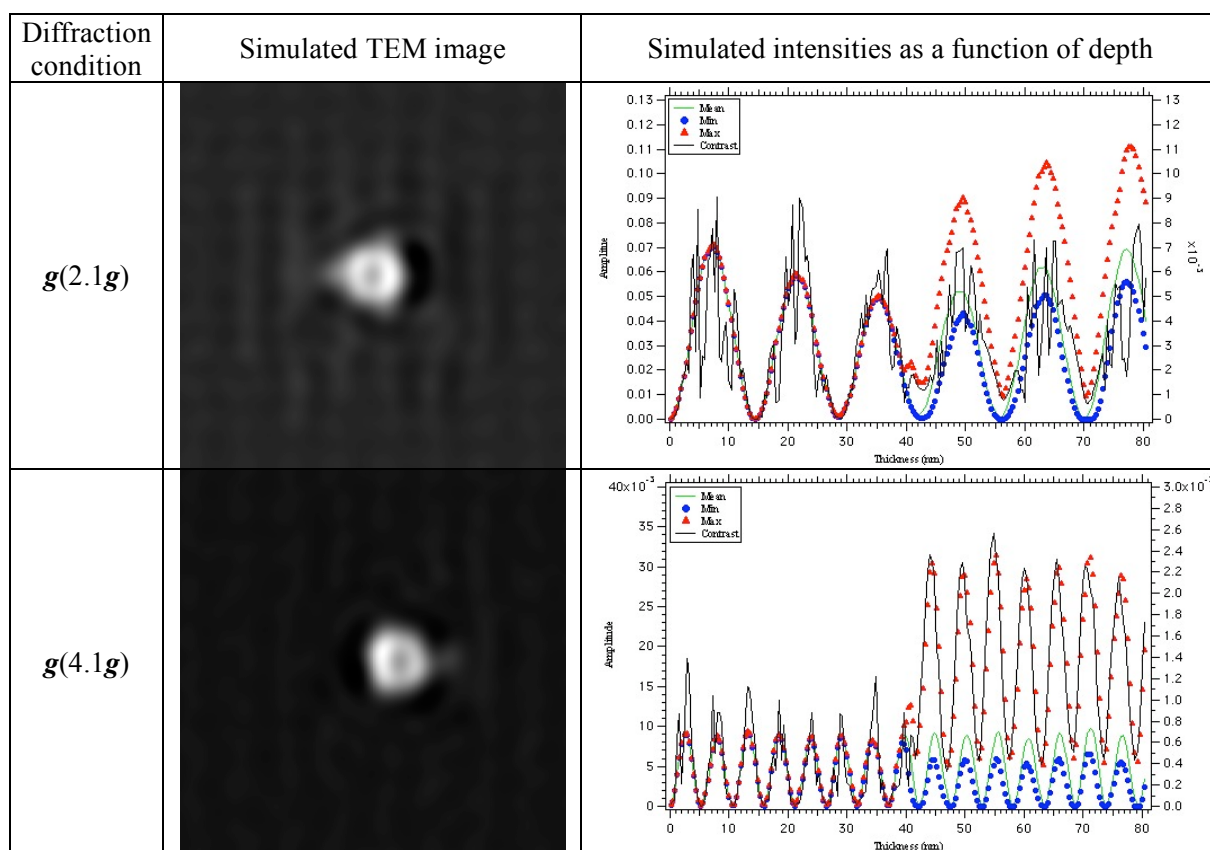 Diffraction
condition
Simulated TEM image
Simulated intensities as a function of depth
g(2.1g)
Mean
Min
Max
Contrast
0.13
0.12
0.11
0.10
0.09
0.08
0.07
0.06
0.05
0.04
0.03
0.02
0.01
0.00
Amplitue
13
12
11
10
9
8
7
6
5
4
3
2
1
0
x10⁻³
0 10 20 30 40 50 60 70 80
Thickness (nm)
g(4.1g)
Mean
Min
Max
Contrast
40x10⁻³
35
30
25
20
15
10
5
0
Amplitude
3.0x10⁻³
2.8
2.6
2.4
2.2
2.0
1.8
1.6
1.4
1.2
1.0
0.8
0.6
0.4
0.2
0.0
0 10 20 30 40 50 60 70 80
Thickness (nm)